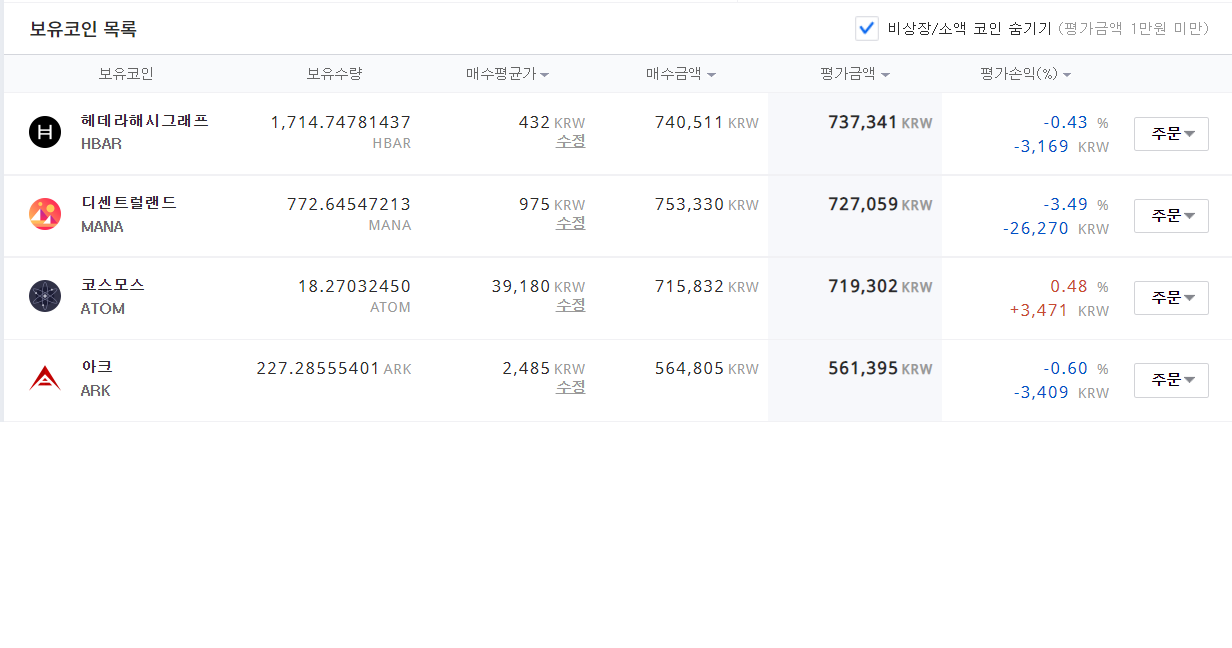 보유코인 목록
비상장/소액 코인 숨기기 (평가금액 1만원 미만)
보유코인 보유수량 매수평균가 매수금액 평가금액 평가손익(%)
헤데라해시그래프 1,714.74781437 432 KRW 740,511 KRW 737,341 KRW -0.43 %
HBAR HBAR 수정 -3,169 KRW 주문
디센트럴랜드 772.64547213 975 KRW 753,330 KRW 727,059 KRW -3.49 %
MANA MANA 수정 -26,270 KRW 주문
코스모스 18.27032450 39,180 KRW 715,832 KRW 719,302 KRW 0.48 %
ATOM ATOM 수정 +3,471 KRW 주문
아크 227.28555401 ARK 2,485 KRW 564,805 KRW 561,395 KRW -0.60 %
ARK 수정 -3,409 KRW 주문